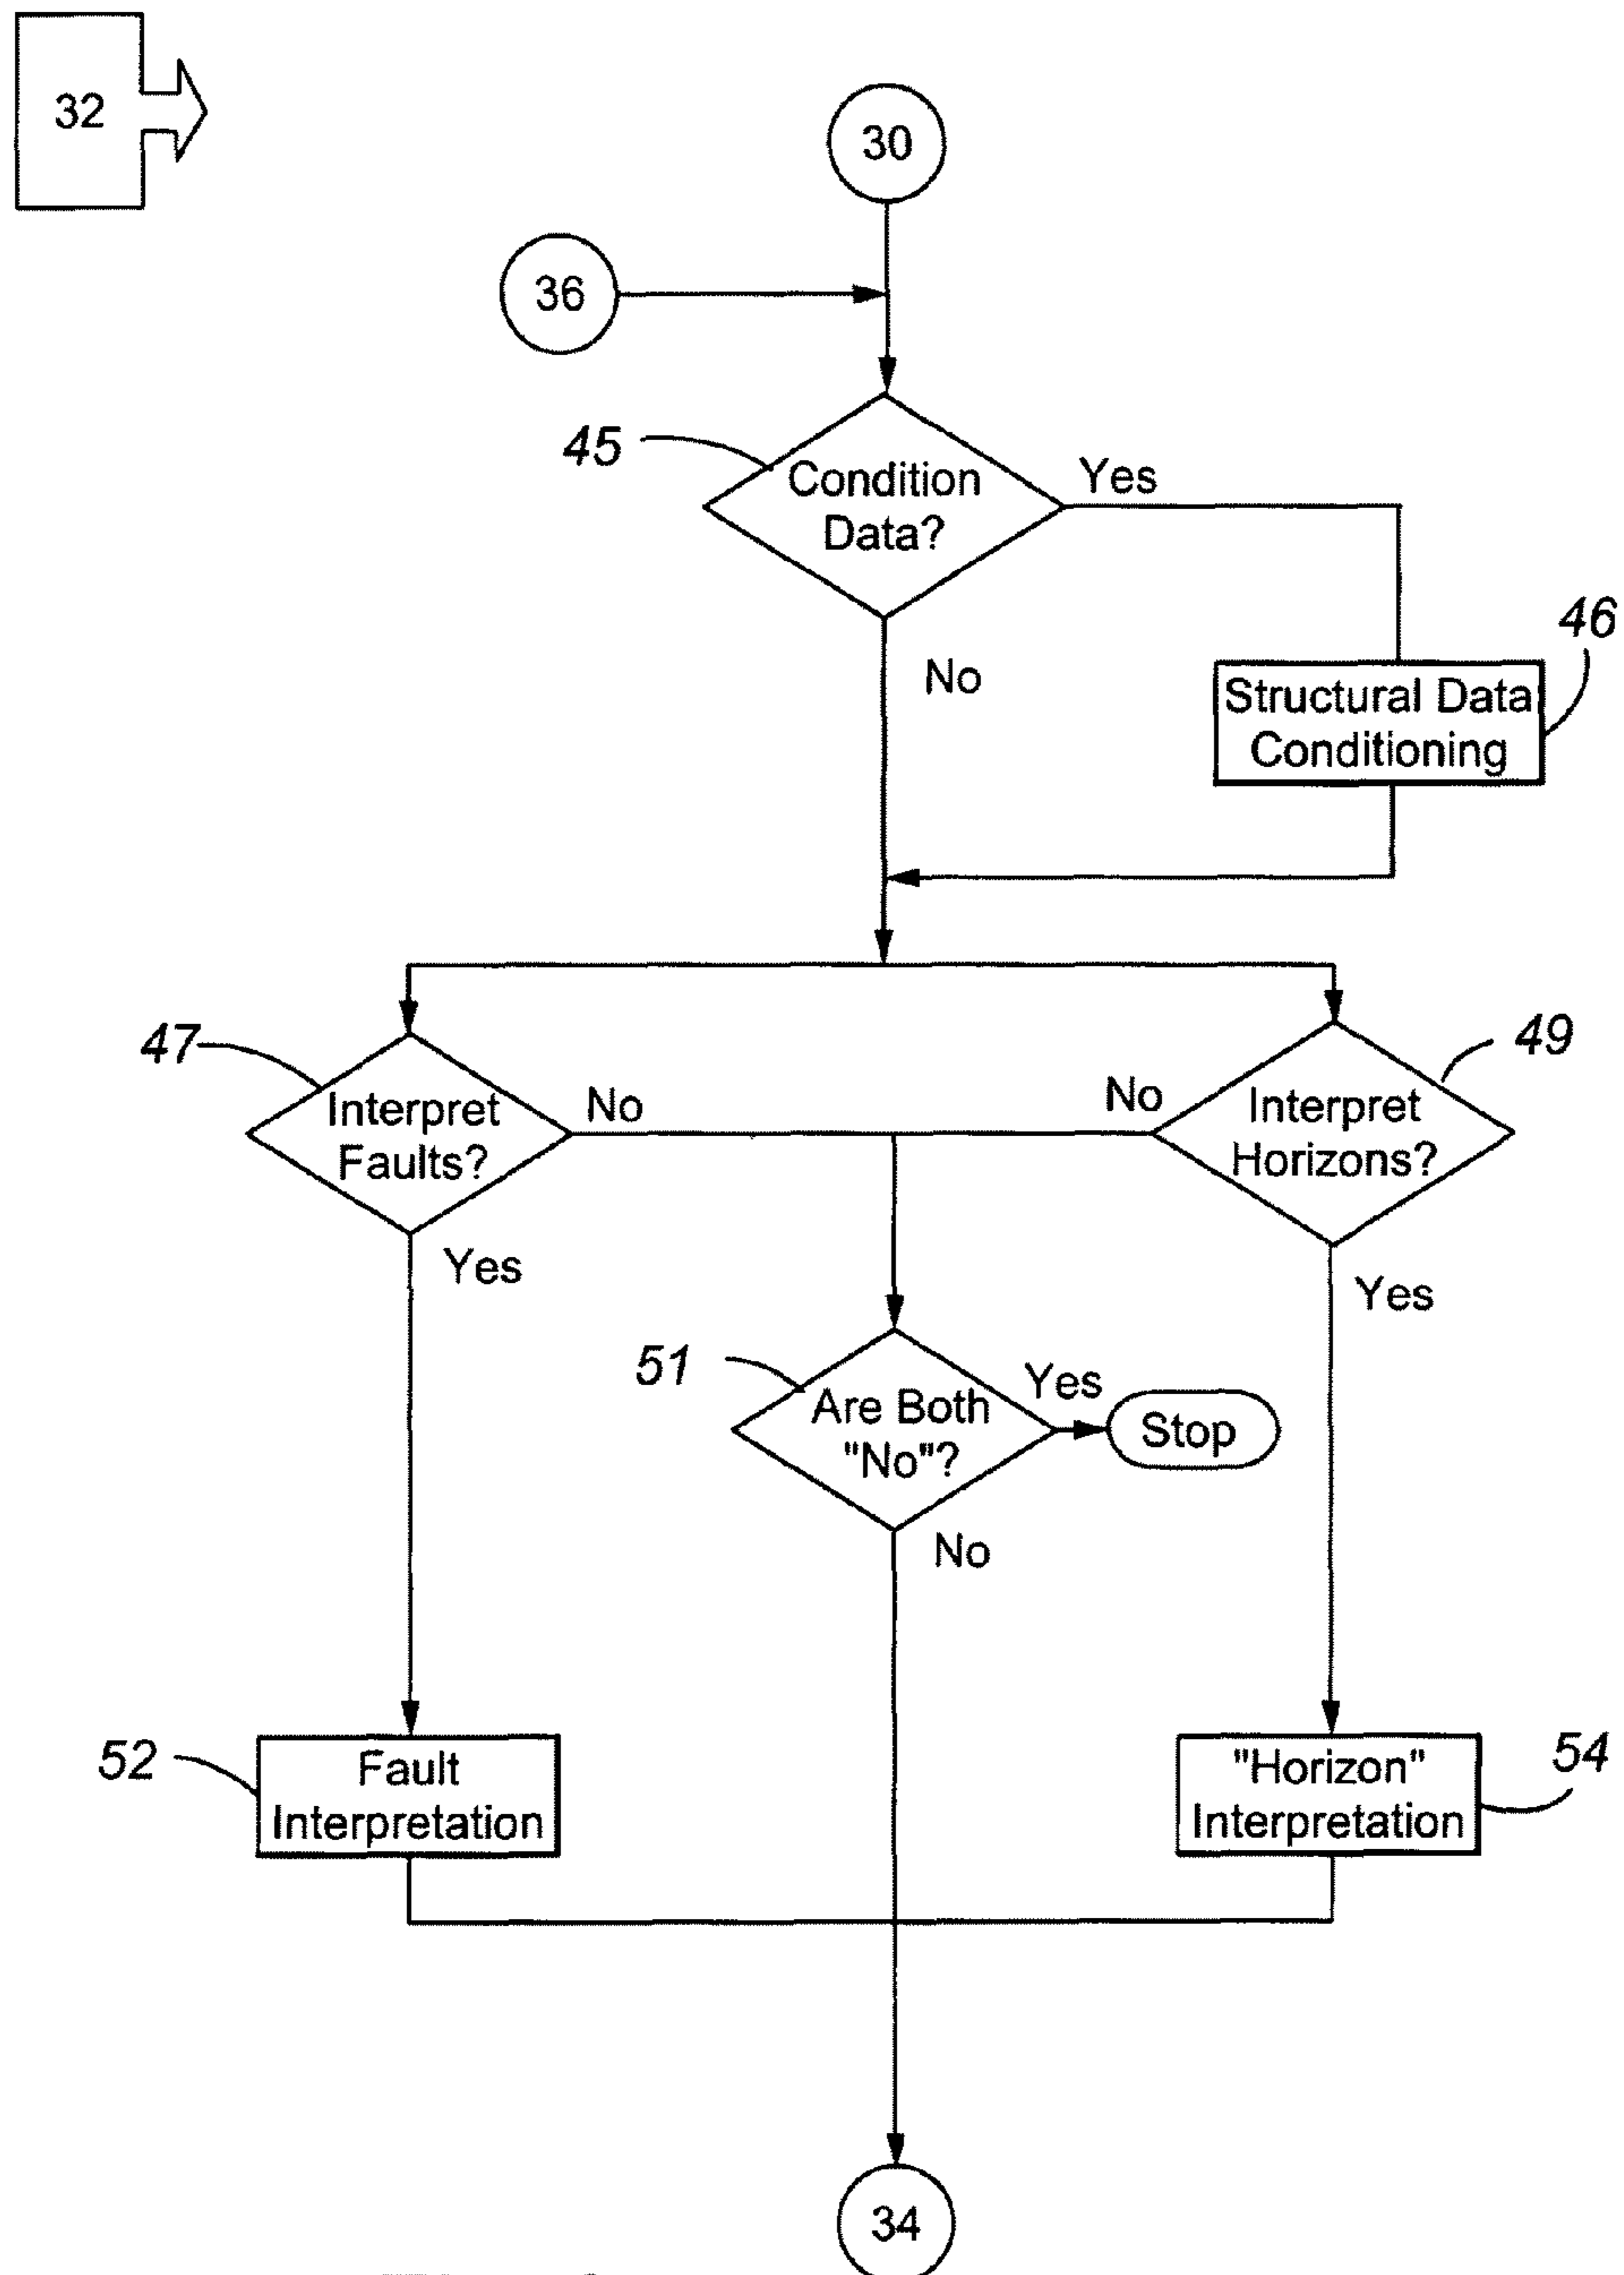 32
30
36
45
Condition
Data?
Yes
46
No
Structural Data
Conditioning
47
49
Interpret
Faults?
No
No
Interpret
Horizons?
Yes
Yes
51
Are Both
"No"?
Yes
Stop
No
52
Fault
Interpretation
"Horizon"
Interpretation
54
34